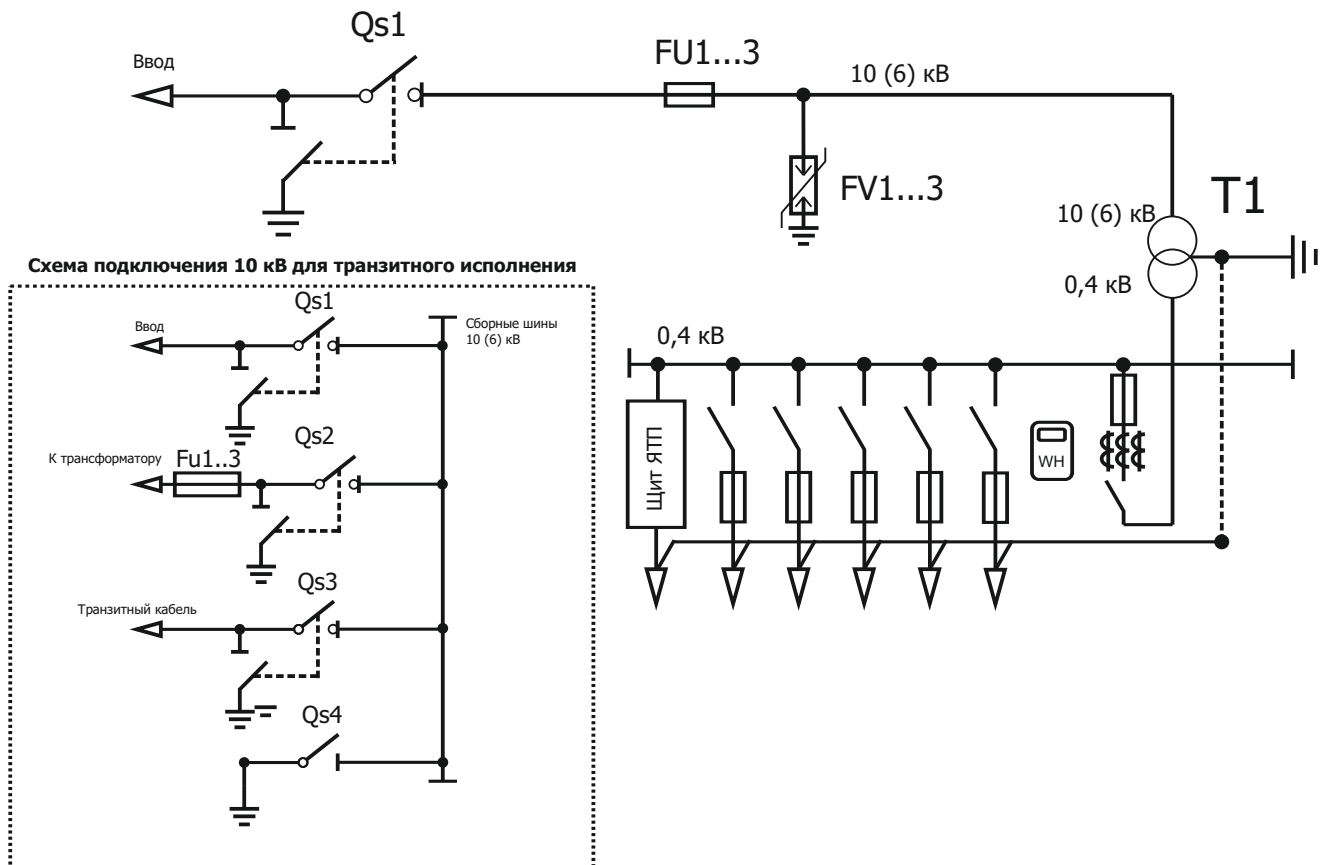 Qs1
Ввод
FU1...3
10 (6) кВ
FV1...3
T1
10 (6) кВ
0,4 кВ
Схема подключения 10 кВ для транзитного исполнения
Qs1
Ввод
Сборные шины
10 (6) кВ
Qs2
К трансформатору
Fu1..3
Qs3
Транзитный кабель
Qs4
0,4 кВ
Щит ЯТП
WH